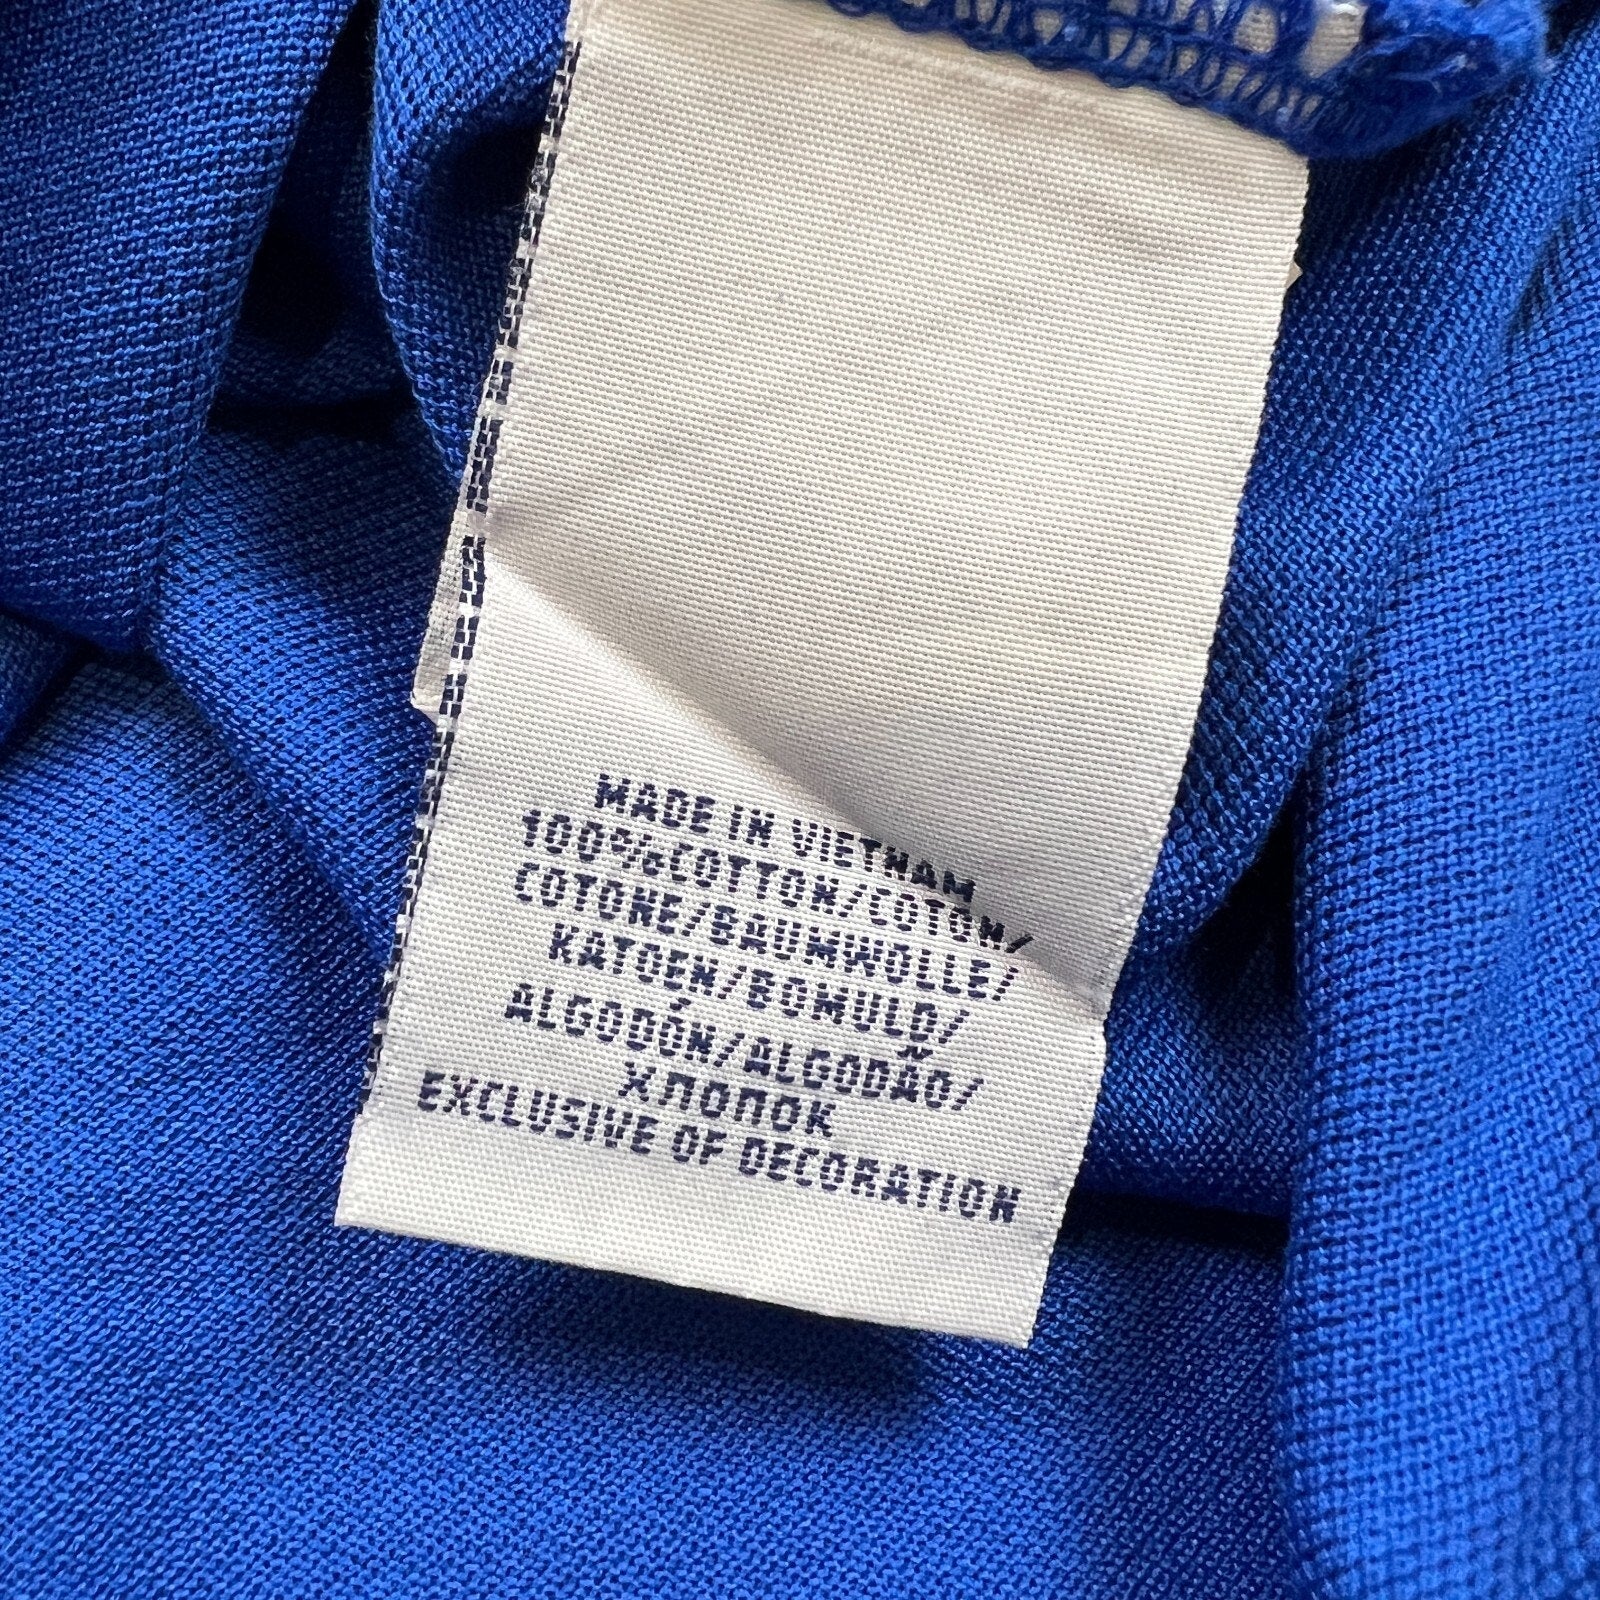 MADE IN VIETNAM
100%COTTON/COTON/
COTONE/BAUMWOLLE/
KATOEN/BOMULD/
ALGODÓN/ALGODÃO/
ХЛОПОК
EXCLUSIVE OF DECORATION